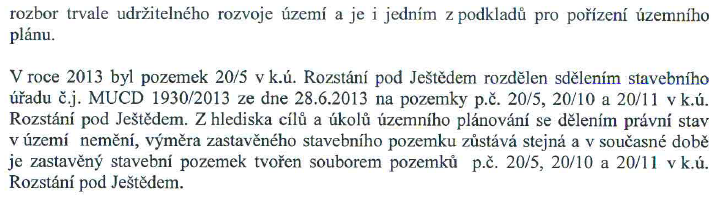 rozbor trvale udržitelného rozvoje území a je i jedním z podkladů pro pořízení územního
plánu.
V roce 2013 byl pozemek 20/5 v k.ú. Rozstání pod Ještědem rozdělen sdělením stavebního
úřadu č.j. MUCD 1930/2013 ze dne 28.6.2013 na pozemky p.č. 20/5, 20/10 a 20/11 v k.ú.
Rozstání pod Ještědem. Z hlediska cílů a úkolů územního plánování se dělením právní stav
v území nemění, výměra zastavěného stavebního pozemku zůstává stejná a v současné době
je zastavěný stavební pozemek tvořen souborem pozemků p.č. 20/5, 20/10 a 20/11 v k.ú.
Rozstání pod Ještědem.